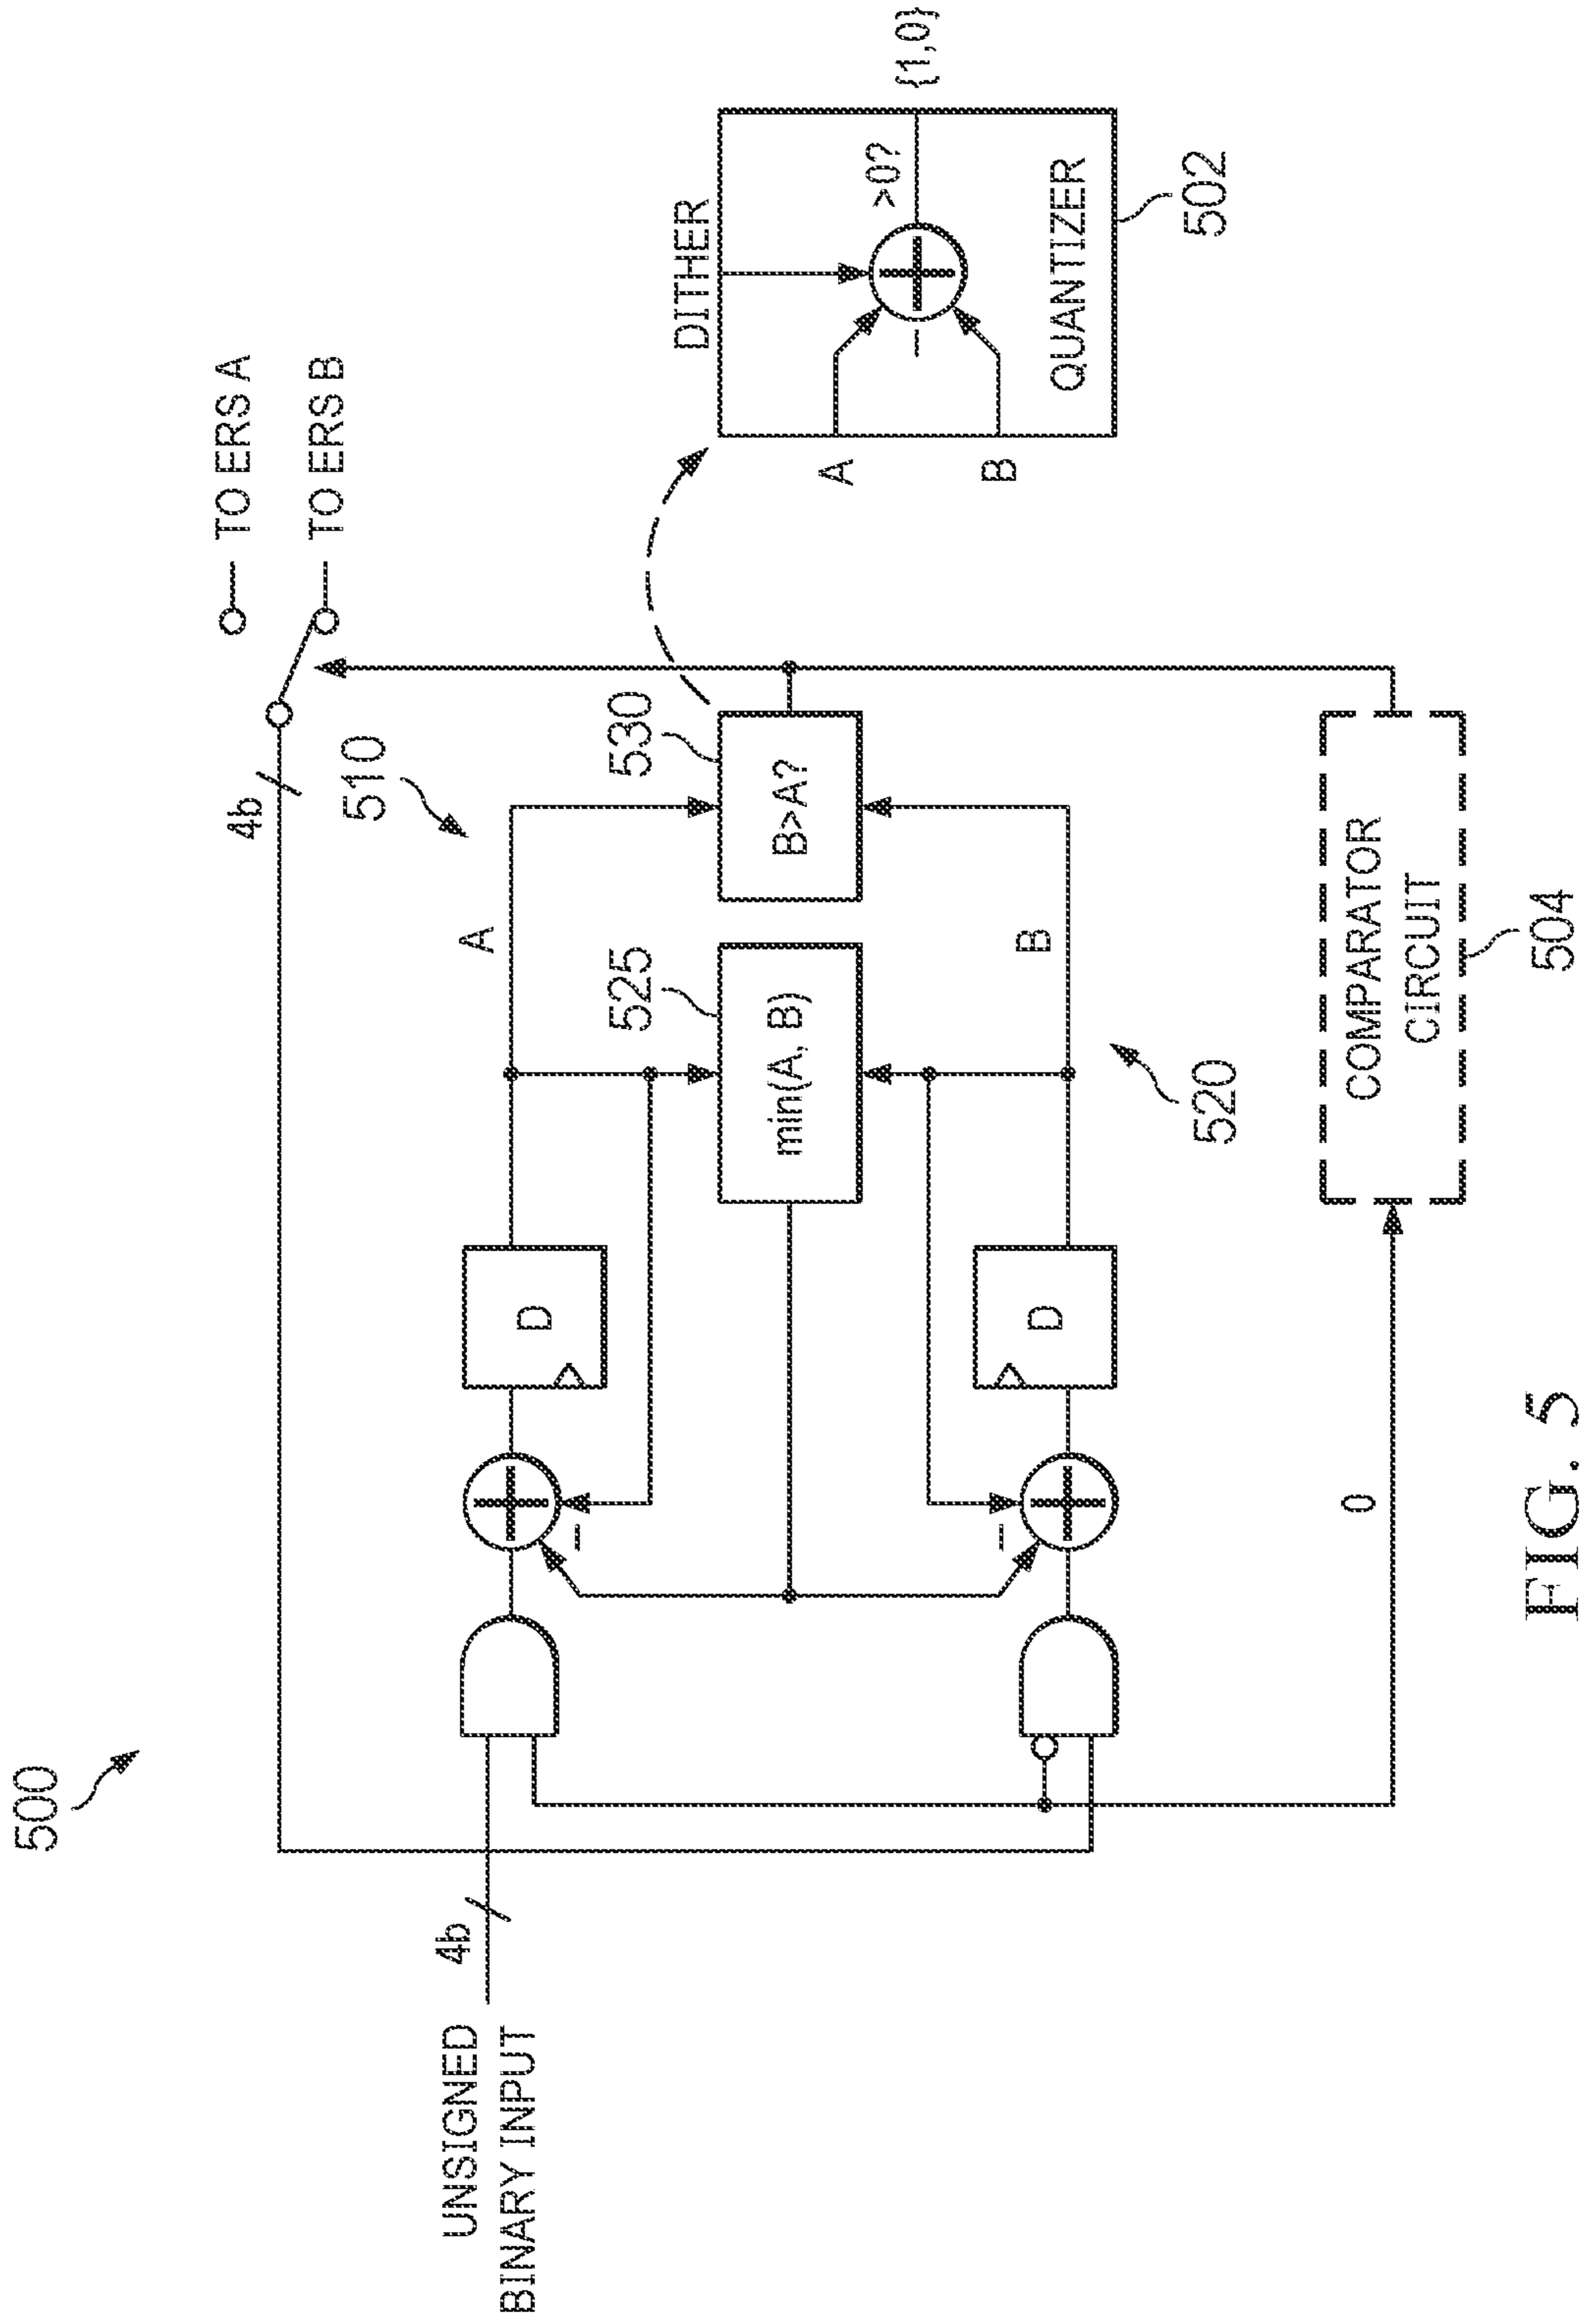 500
UNSIGNED
BINARY INPUT
4b
4b
TO ERS A
TO ERS B
510
A
D
525
min(A, B)
530
B>A?
D
B
520
0
COMPARATOR
CIRCUIT
504
DITHER
A
B
−
>0?
{1,0}
QUANTIZER
502
−
−
FIG. 5